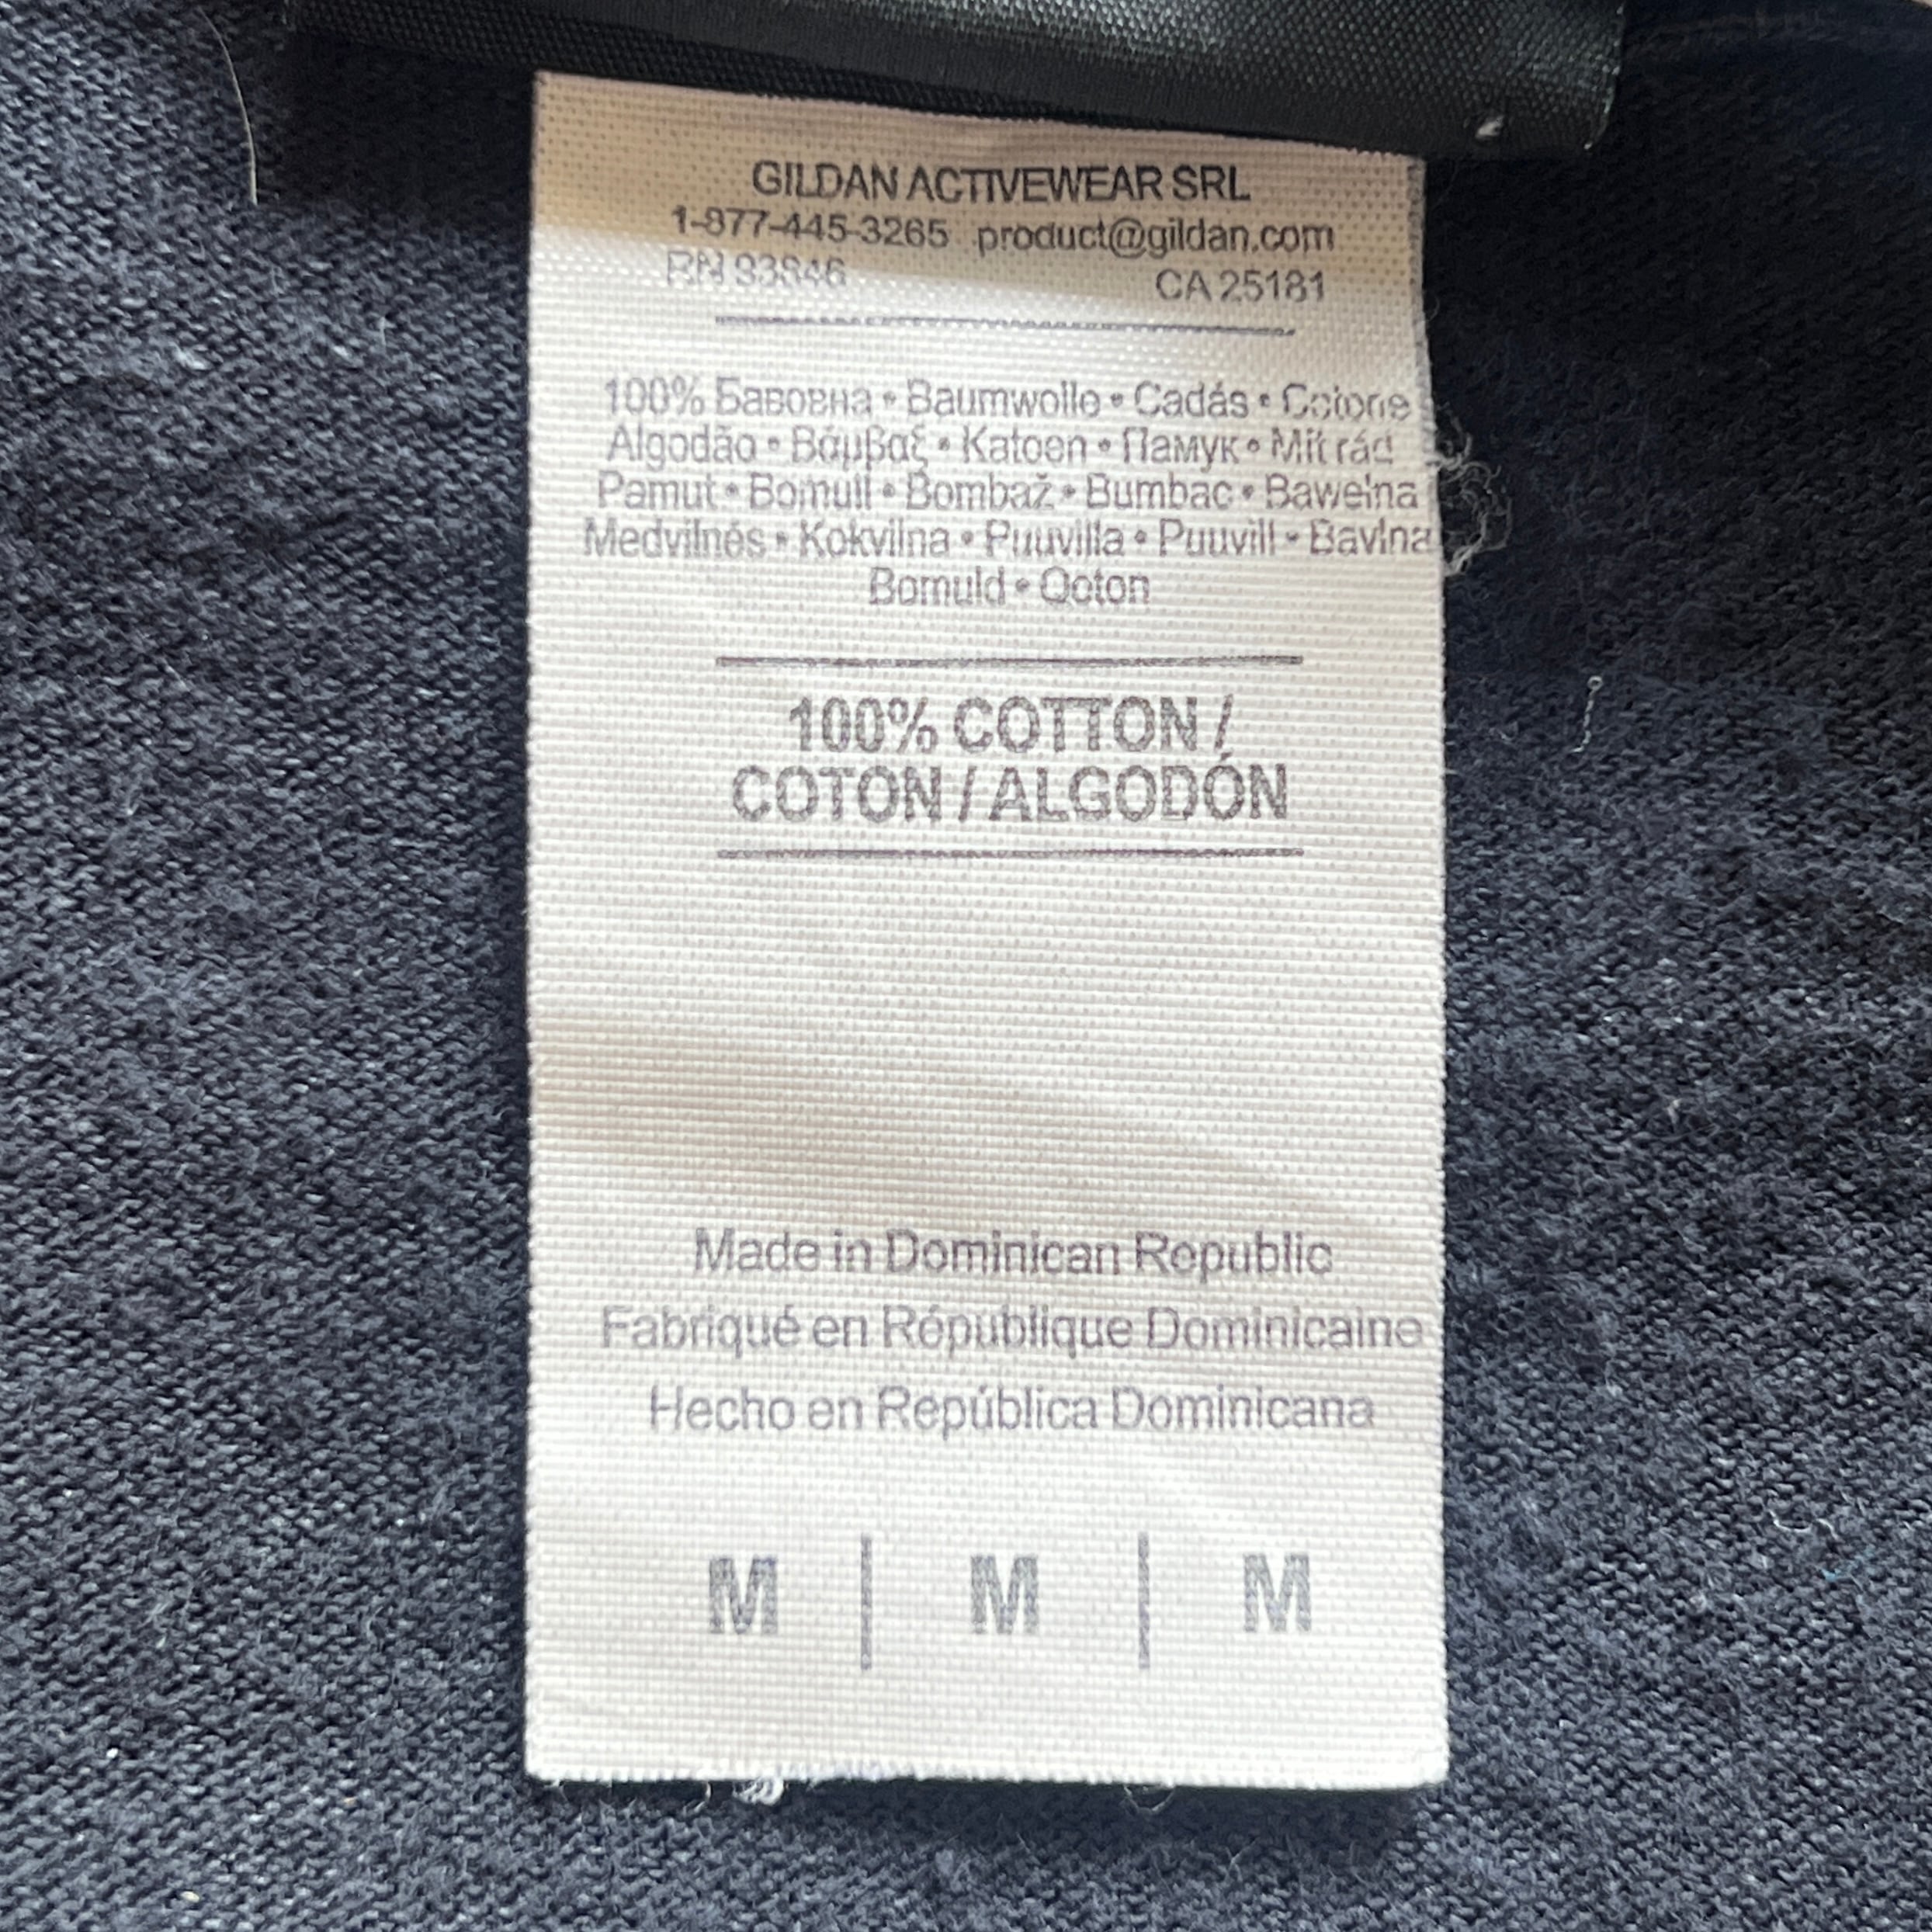 GILDAN ACTIVEWEAR SRL
1-877-445-3265 product@gildan.com
RN 93846 CA 25181
100% Бавовна • Baumwolle • Cadás • Cotone
Algodão • Βάμβαξ • Katoen • Памук • Mit rád
Pamut • Bomull • Bombaž • Bumbac • Bawełna
Medvilnės • Kokvilna • Puuvilla • Puuvill • Bavlna
Bomuld • Qoton
100% COTTON /
COTON / ALGODÓN
Made in Dominican Republic
Fabriqué en République Dominicaine
Hecho en República Dominicana
M | M | M